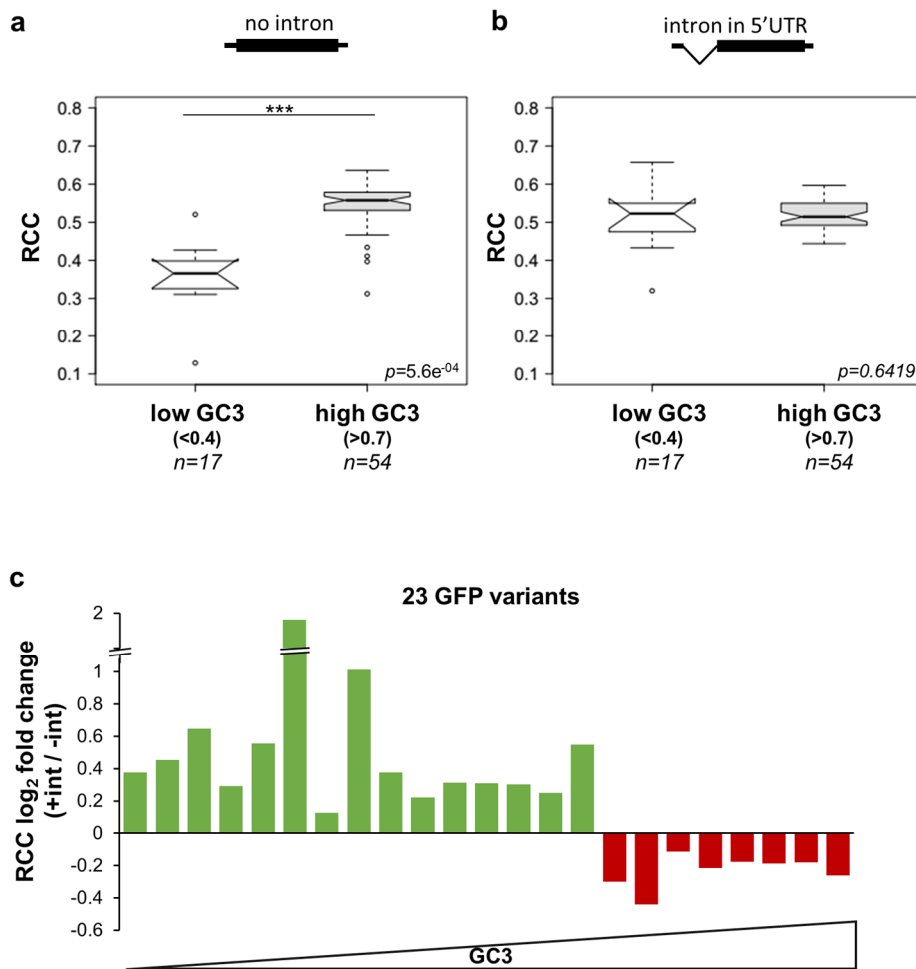 a
no intron
RCC
0.8
0.7
0.6
0.5
0.4
0.3
0.2
0.1
***
p=5.6e-04
low GC3
(<0.4)
n=17
high GC3
(>0.7)
n=54
b
intron in 5'UTR
RCC
0.8
0.7
0.6
0.5
0.4
0.3
0.2
0.1
p=0.6419
low GC3
(<0.4)
n=17
high GC3
(>0.7)
n=54
c
23 GFP variants
RCC log2 fold change
(+int / -int)
2
1
0.8
0.6
0.4
0.2
0
-0.2
-0.4
-0.6
GC3